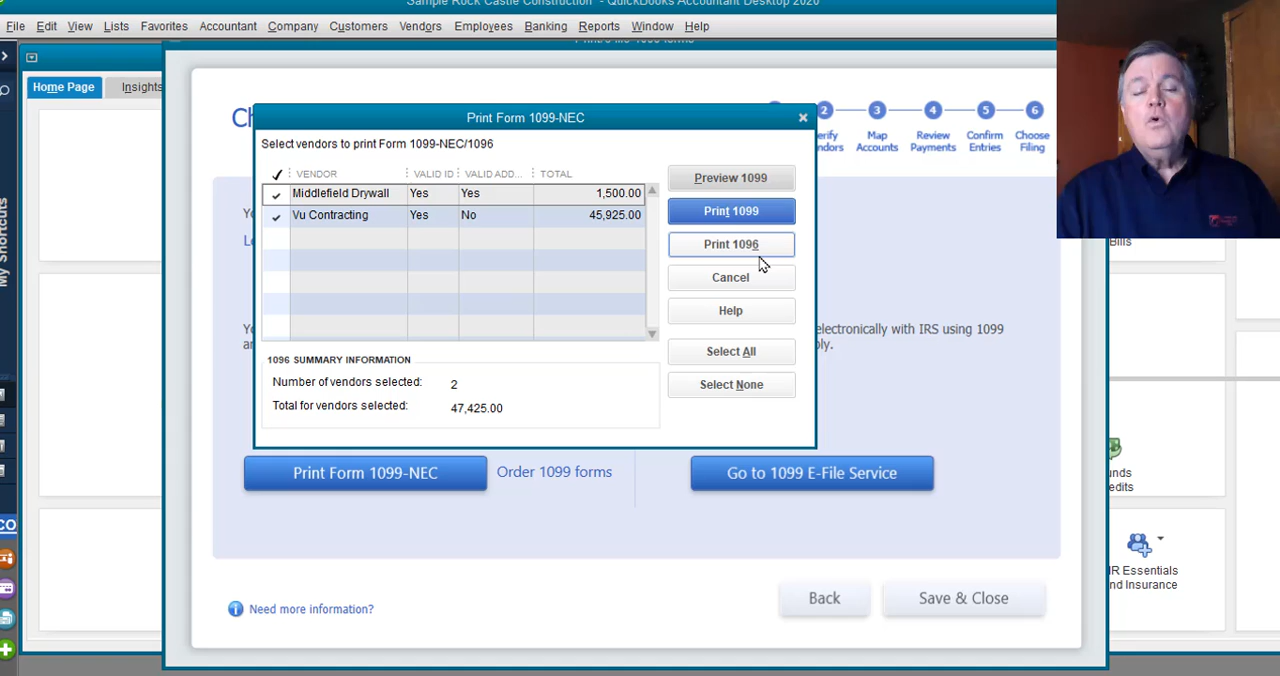 Sample Rock Castle Construction - QuickBooks Accountant Desktop 2020
File Edit View Lists Favorites Accountant Company Customers Vendors Employees Banking Reports Window Help
Home Page Insights
Print Form 1099-NEC
Select vendors to print Form 1099-NEC/1096
VENDOR VALID ID VALID ADD... TOTAL
Middlefield Drywall Yes Yes 1,500.00
Vu Contracting Yes No 45,925.00
Preview 1099
Print 1099
Print 1096
Cancel
Help
Select All
Select None
1096 SUMMARY INFORMATION
Number of vendors selected: 2
Total for vendors selected: 47,425.00
2 3 4 5 6
Map Accounts
Review Payments
Confirm Entries
Choose Filing
electronically with IRS using 1099
Print Form 1099-NEC
Order 1099 forms
Go to 1099 E-File Service
Need more information?
Back
Save & Close
My Shortcuts
Bills
and Insurance